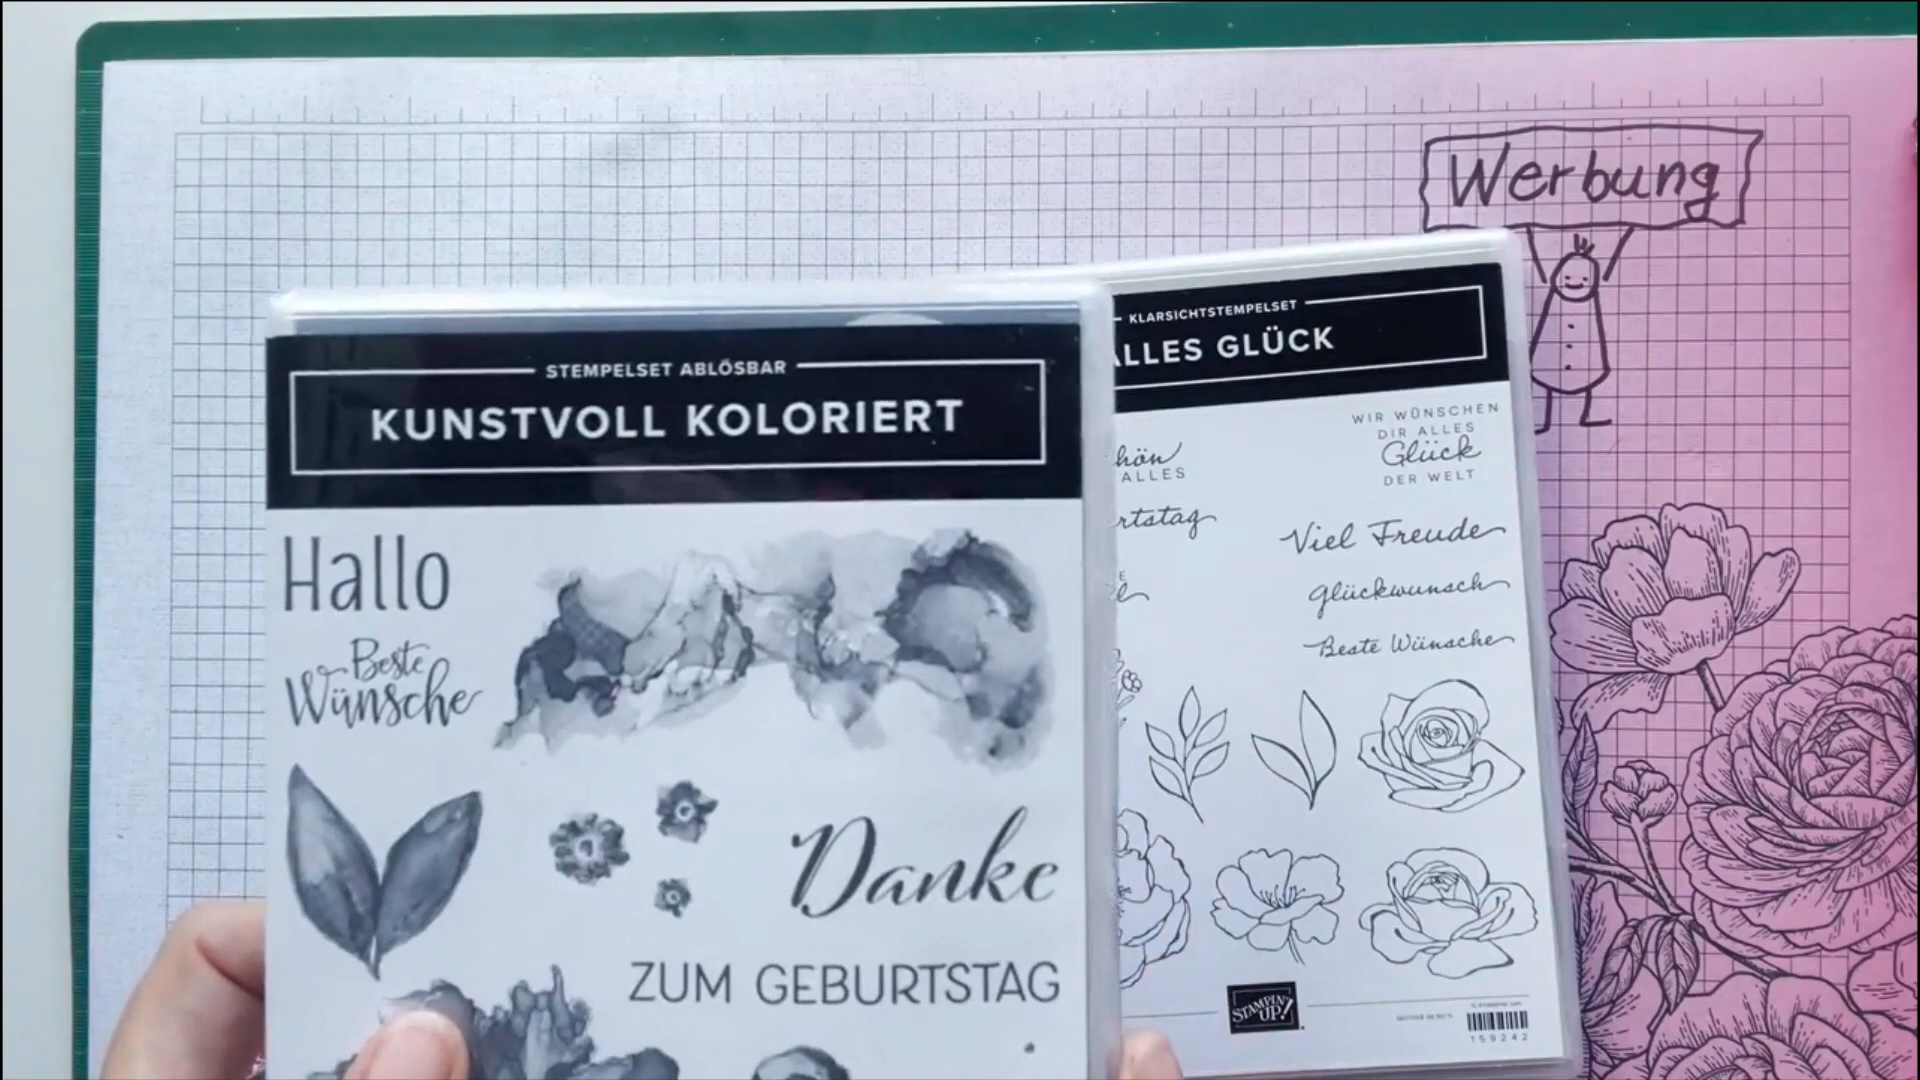 Werbung
STEMPELSET ABLÖSBAR
KUNSTVOLL KOLORIERT
Hallo
Beste
Wünsche
Danke
ZUM GEBURTSTAG
KLARSICHTSTEMPELSET
ALLES GLÜCK
WIR WÜNSCHEN
DIR ALLES
Glück
DER WELT
ALLES
Viel Freude
Glückwunsch
Beste Wünsche
STAMPIN'
UP!
159242